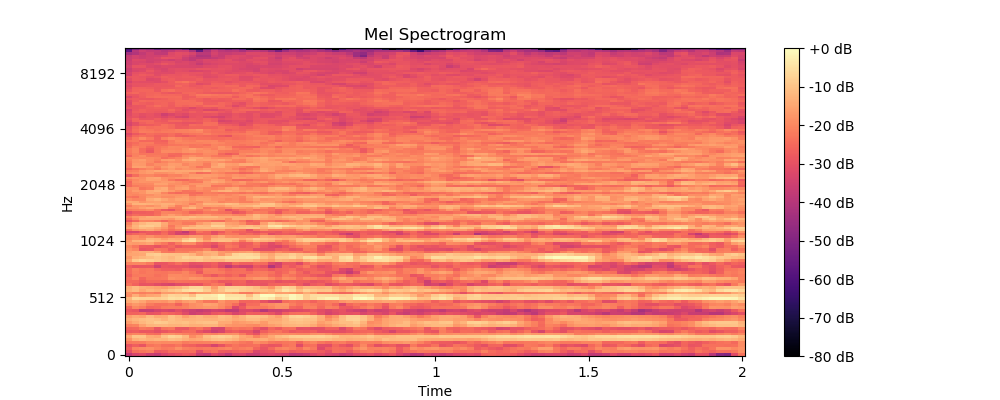 Mel Spectrogram
Hz
8192
4096
2048
1024
512
0
0
0.5
1
1.5
2
Time
+0 dB
-10 dB
-20 dB
-30 dB
-40 dB
-50 dB
-60 dB
-70 dB
-80 dB